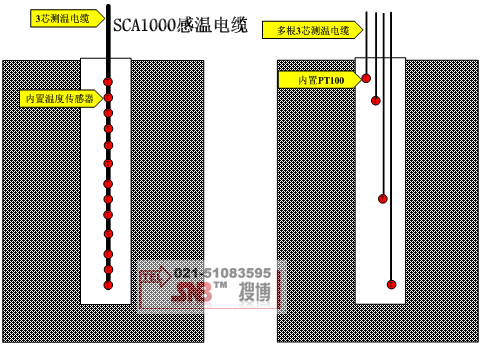 3芯测温电缆
SCA1000感温电缆
内置温度传感器
多根3芯测温电缆
内置PT100
TEL 021-51083595
SNB™ 搜博